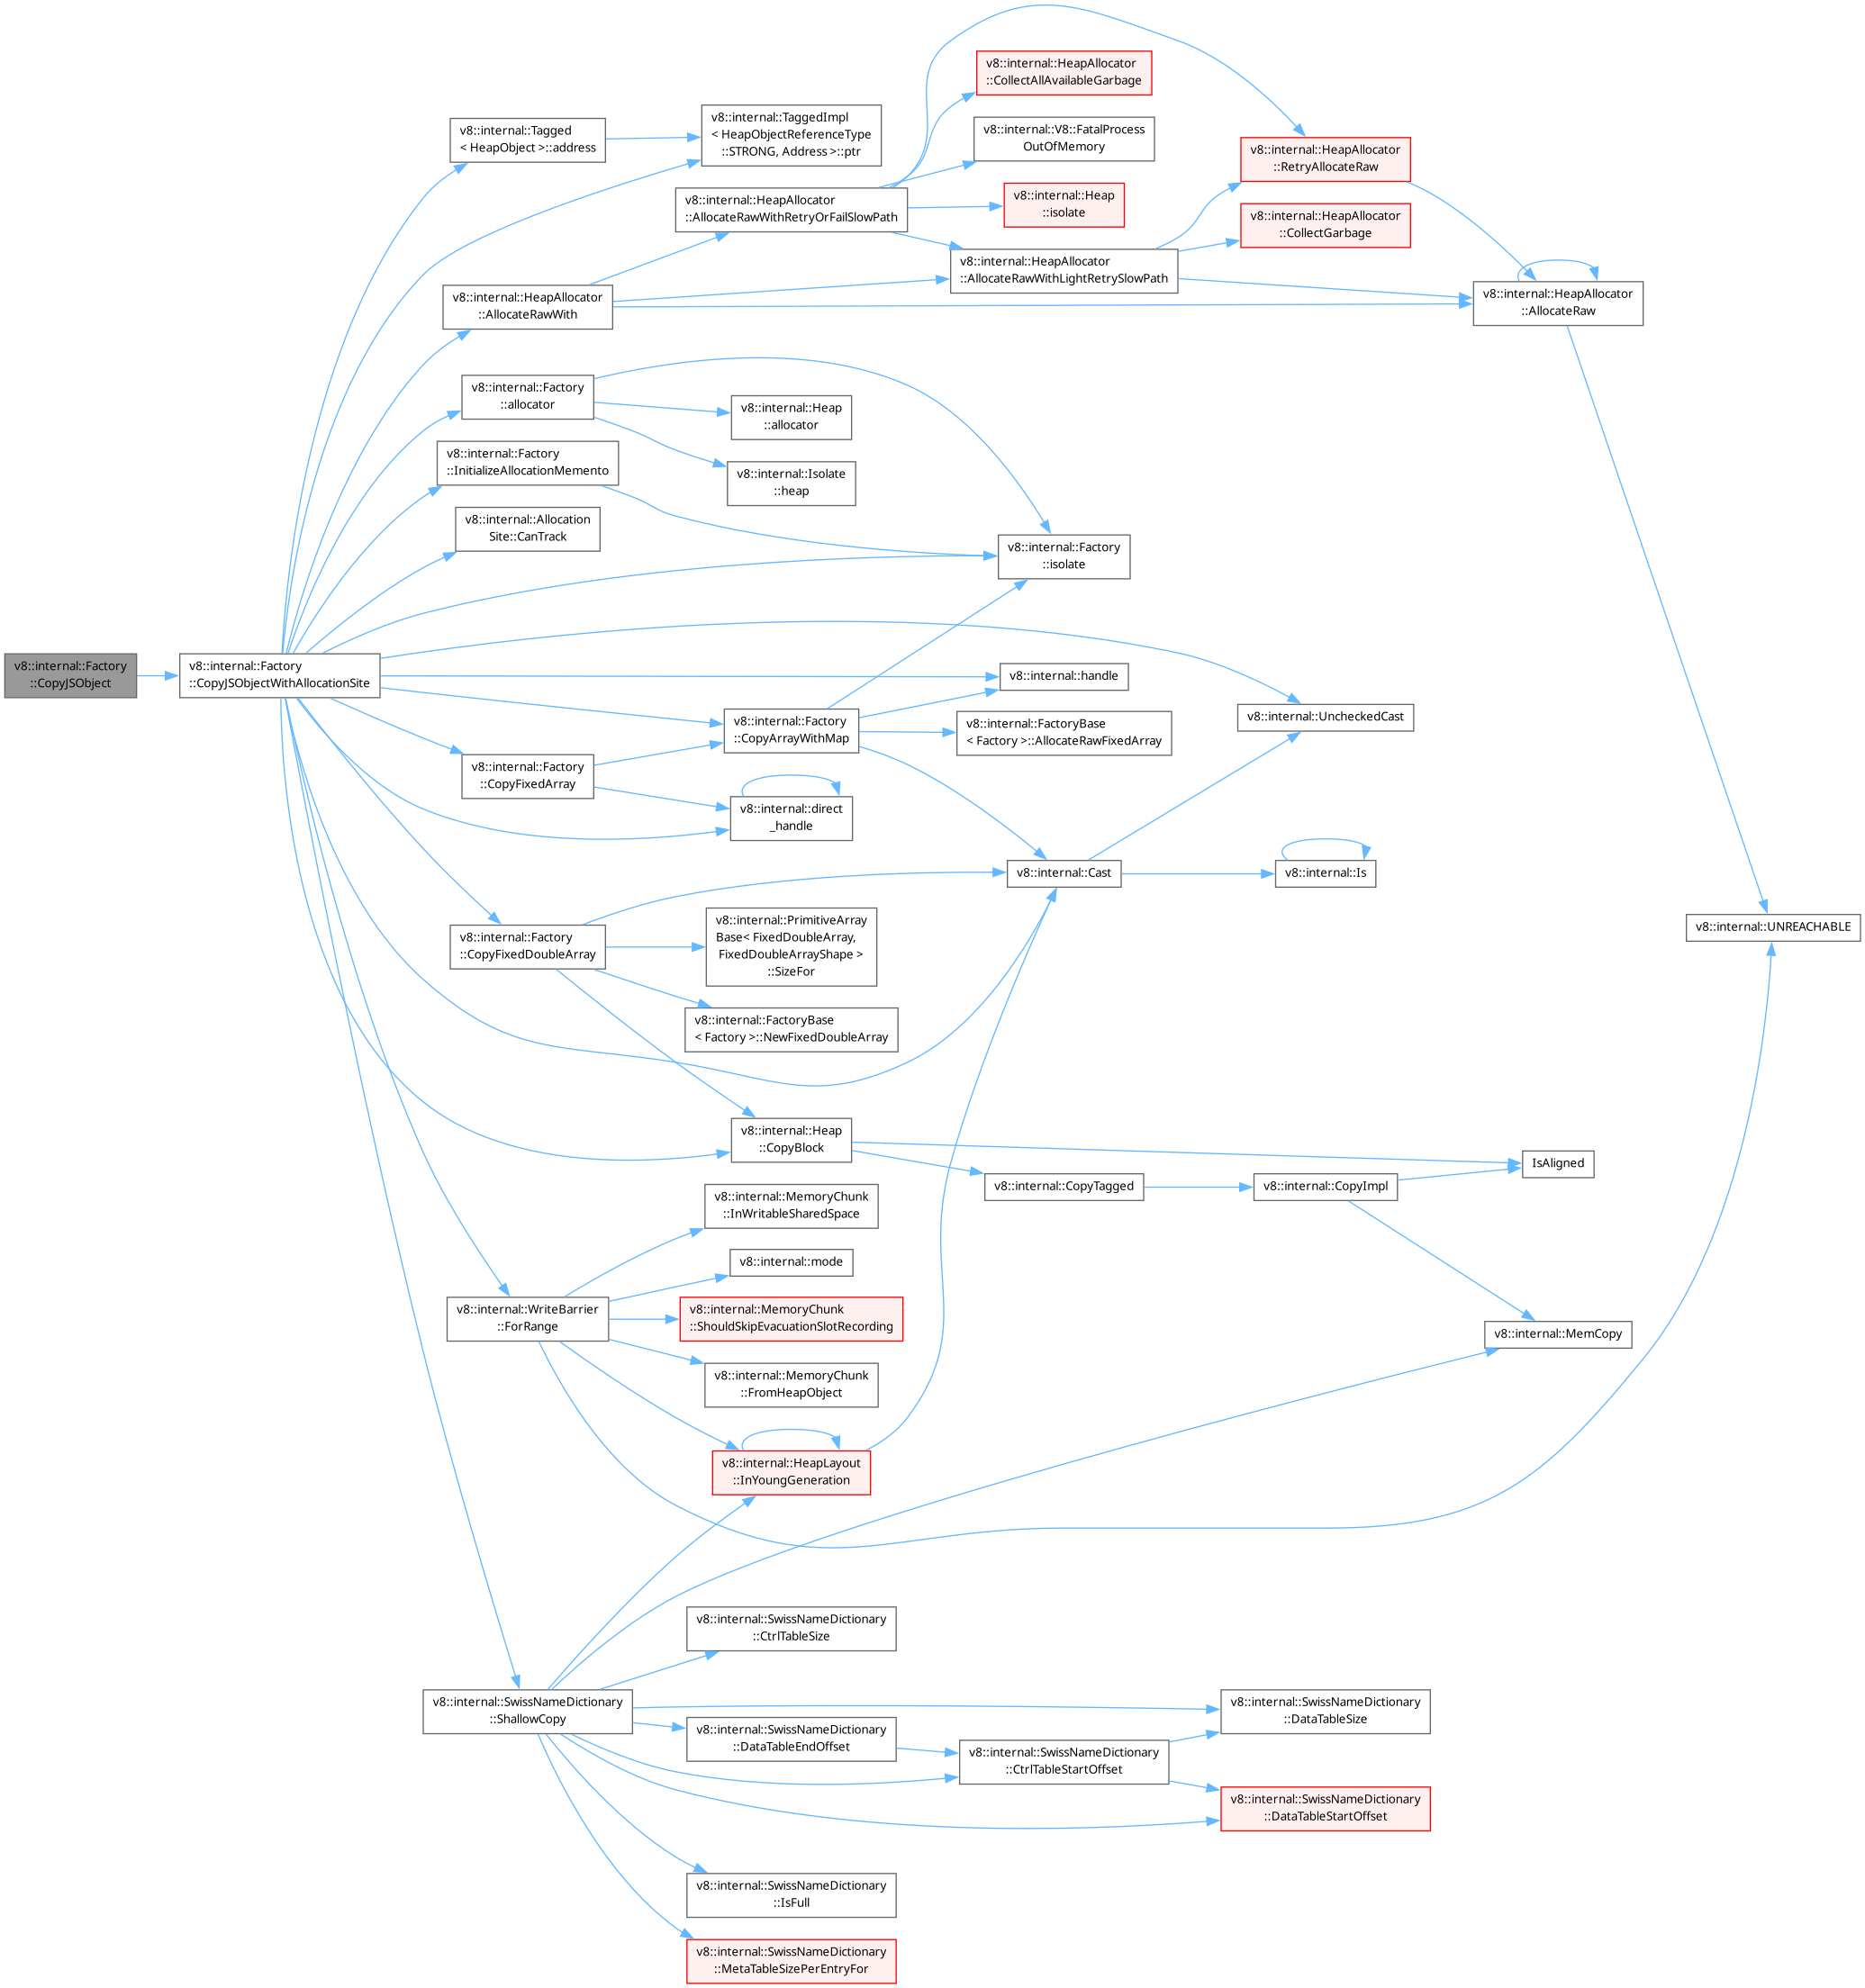 v8::internal::Factory
::CopyJSObject
v8::internal::Factory
::CopyJSObjectWithAllocationSite
v8::internal::Tagged
< HeapObject >::address
v8::internal::HeapAllocator
::AllocateRawWith
v8::internal::Factory
::allocator
v8::internal::Factory
::InitializeAllocationMemento
v8::internal::Allocation
Site::CanTrack
v8::internal::Factory
::CopyFixedArray
v8::internal::Factory
::CopyFixedDoubleArray
v8::internal::WriteBarrier
::ForRange
v8::internal::SwissNameDictionary
::ShallowCopy
v8::internal::TaggedImpl
< HeapObjectReferenceType
::STRONG, Address >::ptr
v8::internal::HeapAllocator
::AllocateRawWithRetryOrFailSlowPath
v8::internal::Heap
::allocator
v8::internal::Isolate
::heap
v8::internal::Factory
::CopyArrayWithMap
v8::internal::direct
_handle
v8::internal::PrimitiveArray
Base< FixedDoubleArray,
FixedDoubleArrayShape >
::SizeFor
v8::internal::FactoryBase
< Factory >::NewFixedDoubleArray
v8::internal::Heap
::CopyBlock
v8::internal::MemoryChunk
::InWritableSharedSpace
v8::internal::mode
v8::internal::MemoryChunk
::ShouldSkipEvacuationSlotRecording
v8::internal::MemoryChunk
::FromHeapObject
v8::internal::HeapLayout
::InYoungGeneration
v8::internal::SwissNameDictionary
::CtrlTableSize
v8::internal::SwissNameDictionary
::DataTableEndOffset
v8::internal::SwissNameDictionary
::IsFull
v8::internal::SwissNameDictionary
::MetaTableSizePerEntryFor
v8::internal::HeapAllocator
::CollectAllAvailableGarbage
v8::internal::V8::FatalProcess
OutOfMemory
v8::internal::Heap
::isolate
v8::internal::HeapAllocator
::AllocateRawWithLightRetrySlowPath
v8::internal::Factory
::isolate
v8::internal::handle
v8::internal::FactoryBase
< Factory >::AllocateRawFixedArray
v8::internal::Cast
v8::internal::CopyTagged
v8::internal::SwissNameDictionary
::CtrlTableStartOffset
v8::internal::HeapAllocator
::RetryAllocateRaw
v8::internal::HeapAllocator
::CollectGarbage
v8::internal::UncheckedCast
v8::internal::Is
v8::internal::CopyImpl
v8::internal::SwissNameDictionary
::DataTableSize
v8::internal::SwissNameDictionary
::DataTableStartOffset
v8::internal::HeapAllocator
::AllocateRaw
IsAligned
v8::internal::MemCopy
v8::internal::UNREACHABLE